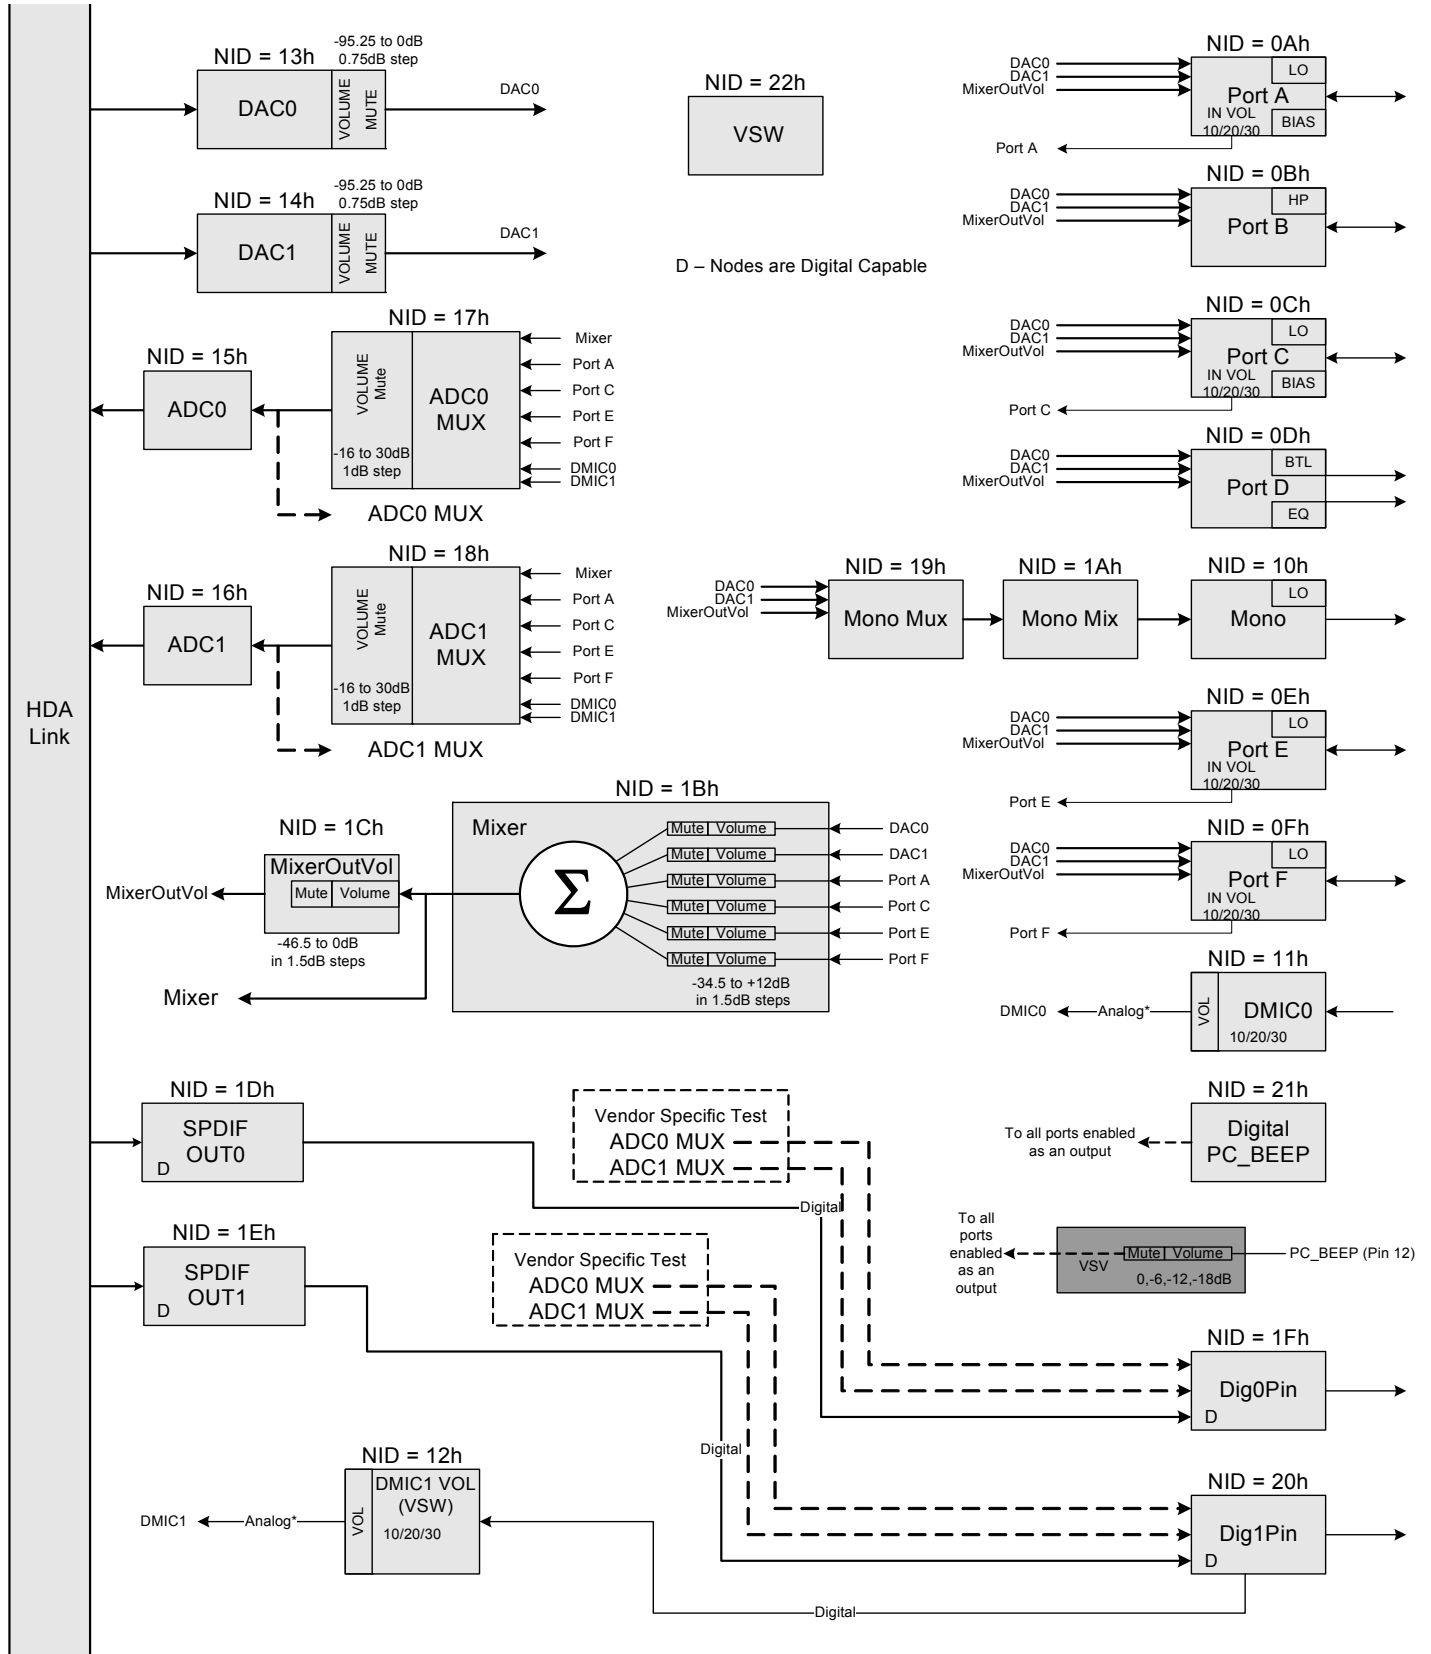 HDA
Link
NID = 13h
-95.25 to 0dB
0.75dB step
DAC0
VOLUME
MUTE
DAC0
NID = 14h
-95.25 to 0dB
0.75dB step
DAC1
VOLUME
MUTE
DAC1
NID = 22h
VSW
D – Nodes are Digital Capable
NID = 17h
NID = 15h
ADC0
VOLUME
Mute
-16 to 30dB
1dB step
ADC0
MUX
Mixer
Port A
Port C
Port E
Port F
DMIC0
DMIC1
ADC0 MUX
NID = 18h
NID = 16h
ADC1
VOLUME
Mute
-16 to 30dB
1dB step
ADC1
MUX
Mixer
Port A
Port C
Port E
Port F
DMIC0
DMIC1
ADC1 MUX
NID = 1Bh
Mixer
Σ
Mute Volume
Mute Volume
Mute Volume
Mute Volume
Mute Volume
Mute Volume
DAC0
DAC1
Port A
Port C
Port E
Port F
-34.5 to +12dB
in 1.5dB steps
NID = 1Ch
MixerOutVol
Mute Volume
MixerOutVol
-46.5 to 0dB
in 1.5dB steps
Mixer
NID = 0Ah
DAC0
DAC1
MixerOutVol
LO
Port A
IN VOL
10/20/30
BIAS
Port A
NID = 0Bh
DAC0
DAC1
MixerOutVol
HP
Port B
NID = 0Ch
DAC0
DAC1
MixerOutVol
LO
Port C
IN VOL
10/20/30
BIAS
Port C
NID = 0Dh
DAC0
DAC1
MixerOutVol
BTL
Port D
EQ
NID = 19h
DAC0
DAC1
MixerOutVol
Mono Mux
NID = 1Ah
Mono Mix
NID = 10h
LO
Mono
NID = 0Eh
DAC0
DAC1
MixerOutVol
LO
Port E
IN VOL
10/20/30
Port E
NID = 0Fh
DAC0
DAC1
MixerOutVol
LO
Port F
IN VOL
10/20/30
Port F
NID = 11h
DMIC0
Analog*
VOL
DMIC0
10/20/30
NID = 21h
To all ports enabled
as an output
Digital
PC_BEEP
To all
ports
enabled
as an
output
VSV
Mute Volume
0,-6,-12,-18dB
PC_BEEP (Pin 12)
NID = 1Dh
SPDIF
OUT0
D
Vendor Specific Test
ADC0 MUX
ADC1 MUX
Digital
NID = 1Eh
SPDIF
OUT1
D
Vendor Specific Test
ADC0 MUX
ADC1 MUX
Digital
NID = 1Fh
Dig0Pin
D
NID = 12h
DMIC1
Analog*
VOL
DMIC1 VOL
(VSW)
10/20/30
NID = 20h
Dig1Pin
D
Digital